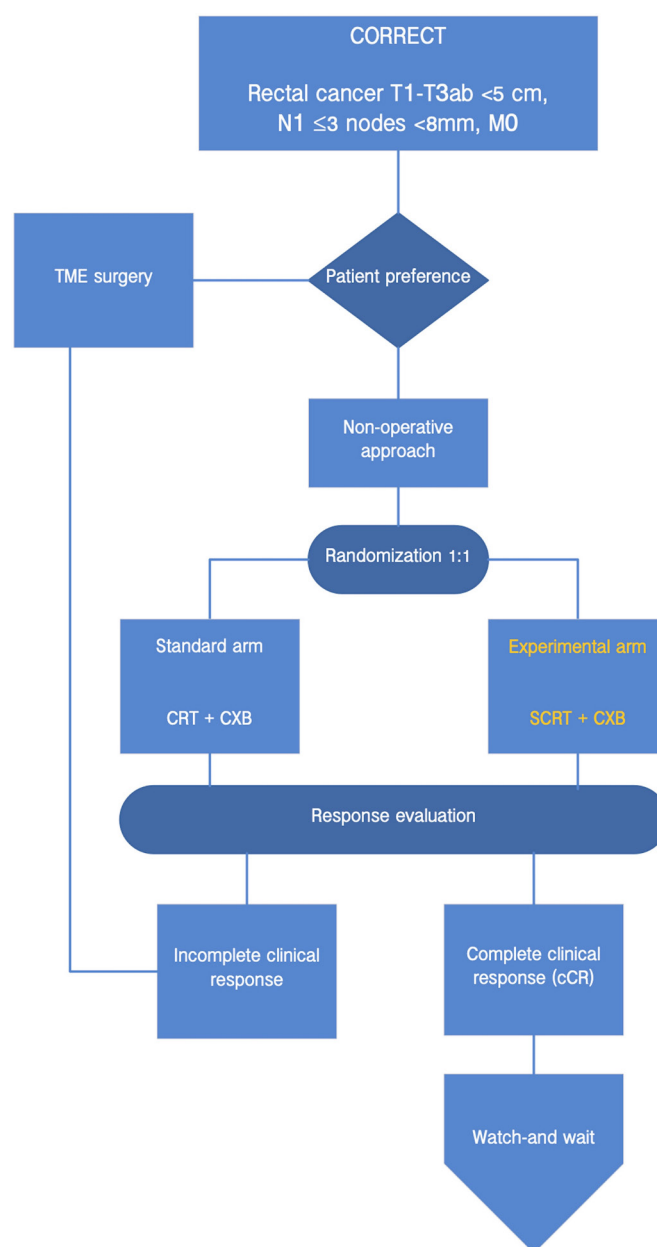 CORRECT
Rectal cancer T1-T3ab <5 cm,
N1 ≤3 nodes <8mm, M0
TME surgery
Patient preference
Non-operative
approach
Randomization 1:1
Standard arm
CRT + CXB
Experimental arm
SCRT + CXB
Response evaluation
Incomplete clinical
response
Complete clinical
response (cCR)
Watch-and wait